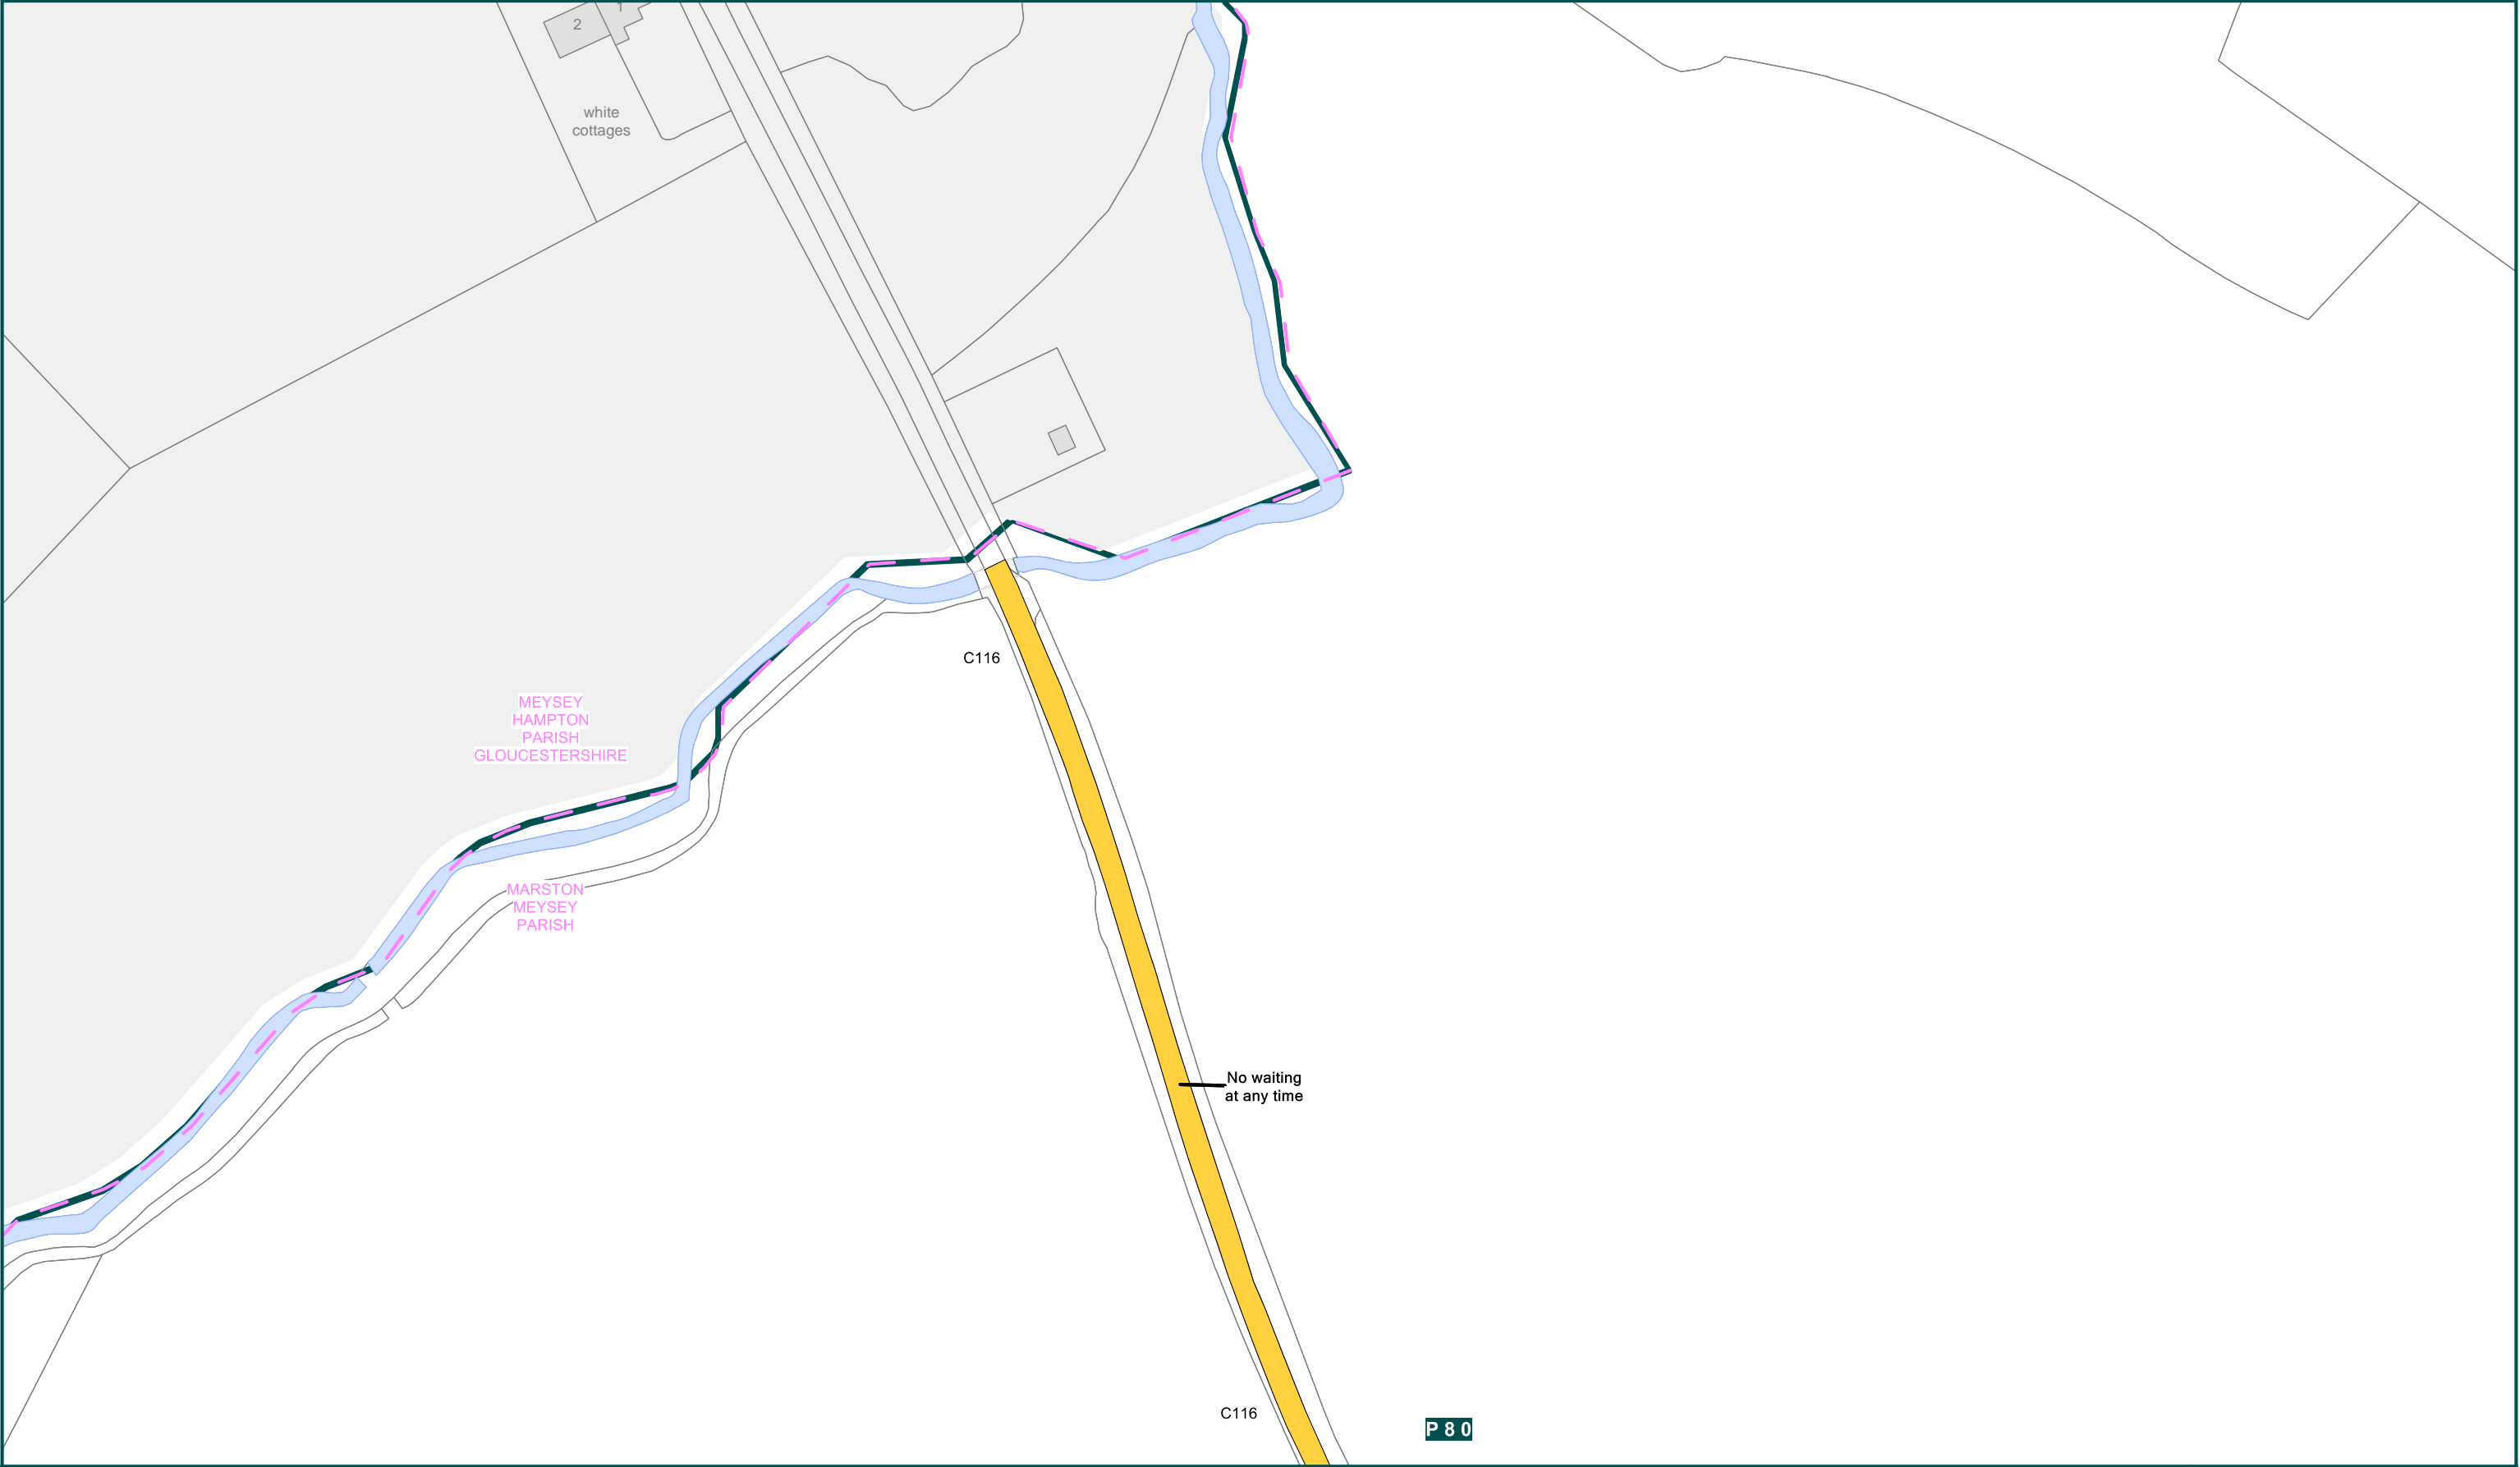 1
2
white
cottages
C116
MEYSEY
HAMPTON
PARISH
GLOUCESTERSHIRE
MARSTON
MEYSEY
PARISH
No waiting
at any time
C116
P 8 0